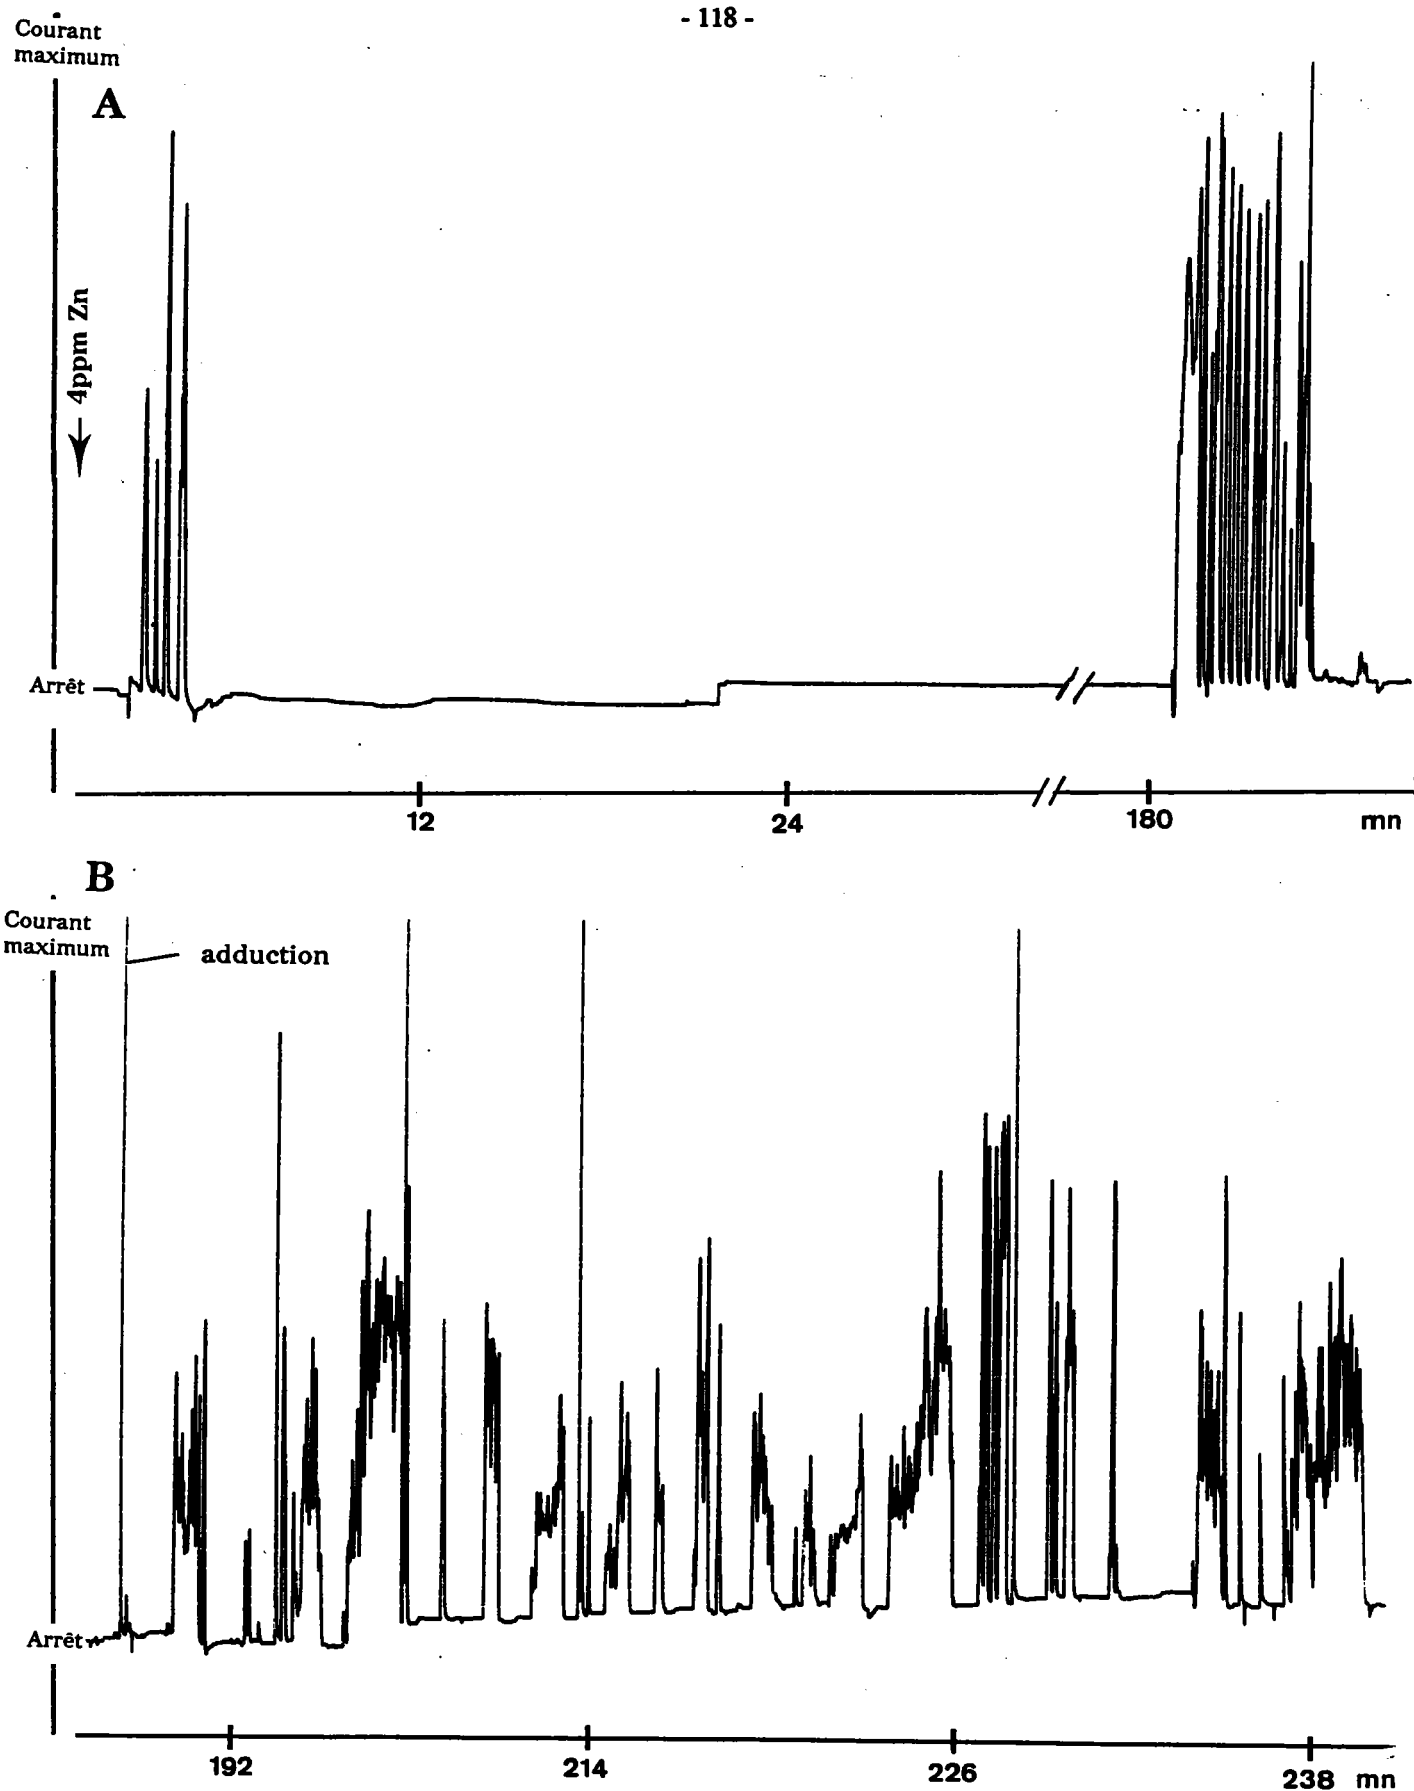 - 118 -
Courant
maximum
A
4ppm Zn
Arrêt
12 24 180 mn
B
Courant
maximum
adduction
Arrêt
192 214 226 238 mn